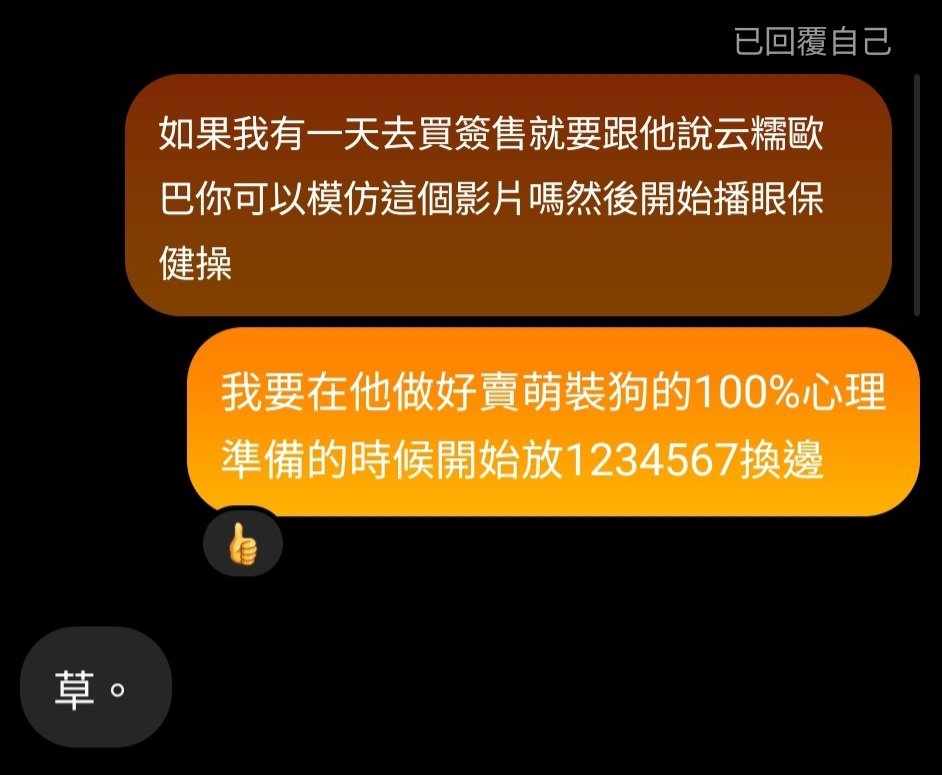 已回覆自己
如果我有一天去買簽售就要跟他說云糯歐
巴你可以模仿這個影片嗎然後開始播眼保
健操
我要在他做好賣萌裝狗的100%心理
準備的時候開始放1234567換邊
草。